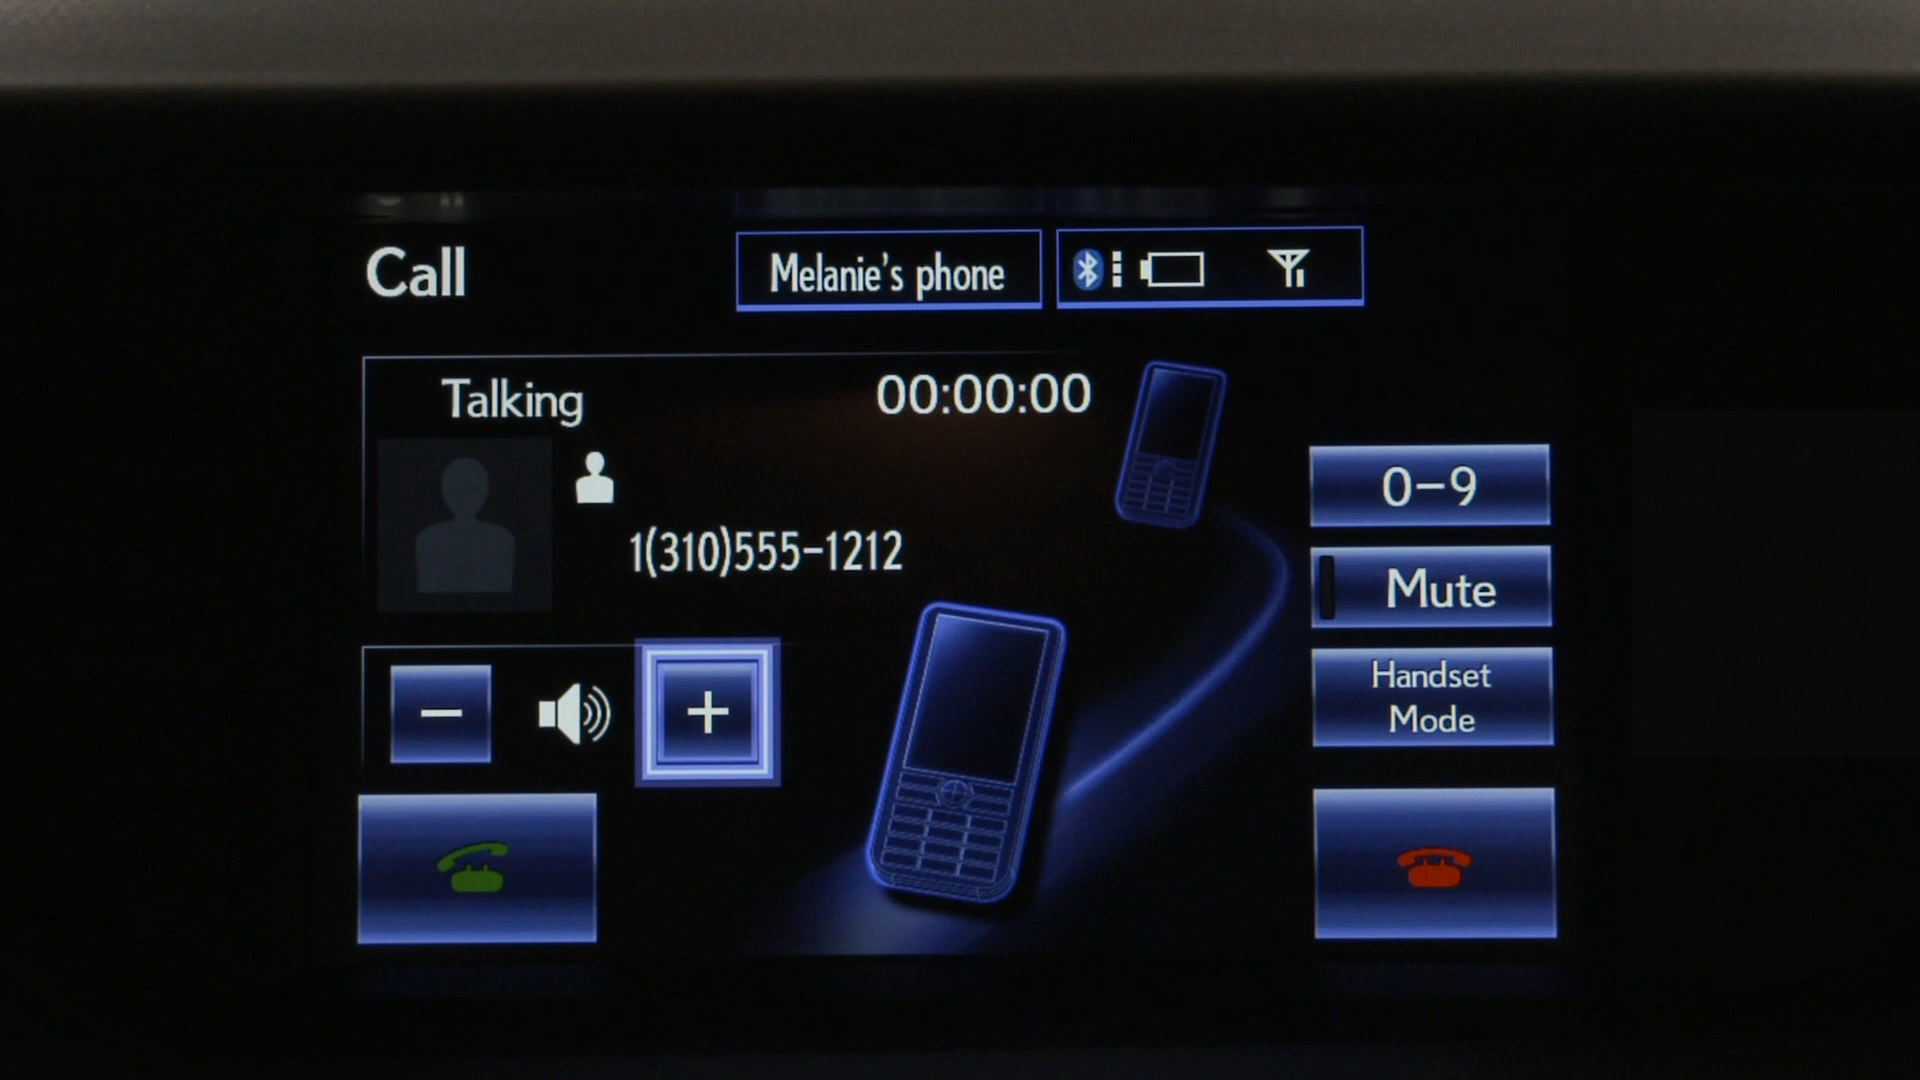 Call
Melanie's phone
Talking
00:00:00
1(310)555-1212
0-9
Mute
Handset
Mode
-
+